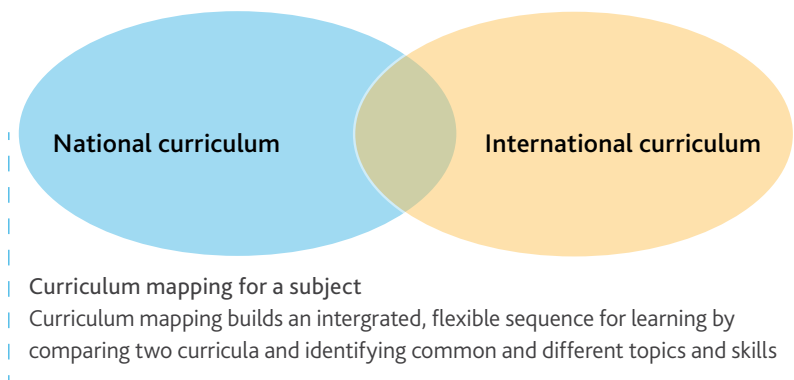 National curriculum
International curriculum
Curriculum mapping for a subject
Curriculum mapping builds an intergrated, flexible sequence for learning by
comparing two curricula and identifying common and different topics and skills